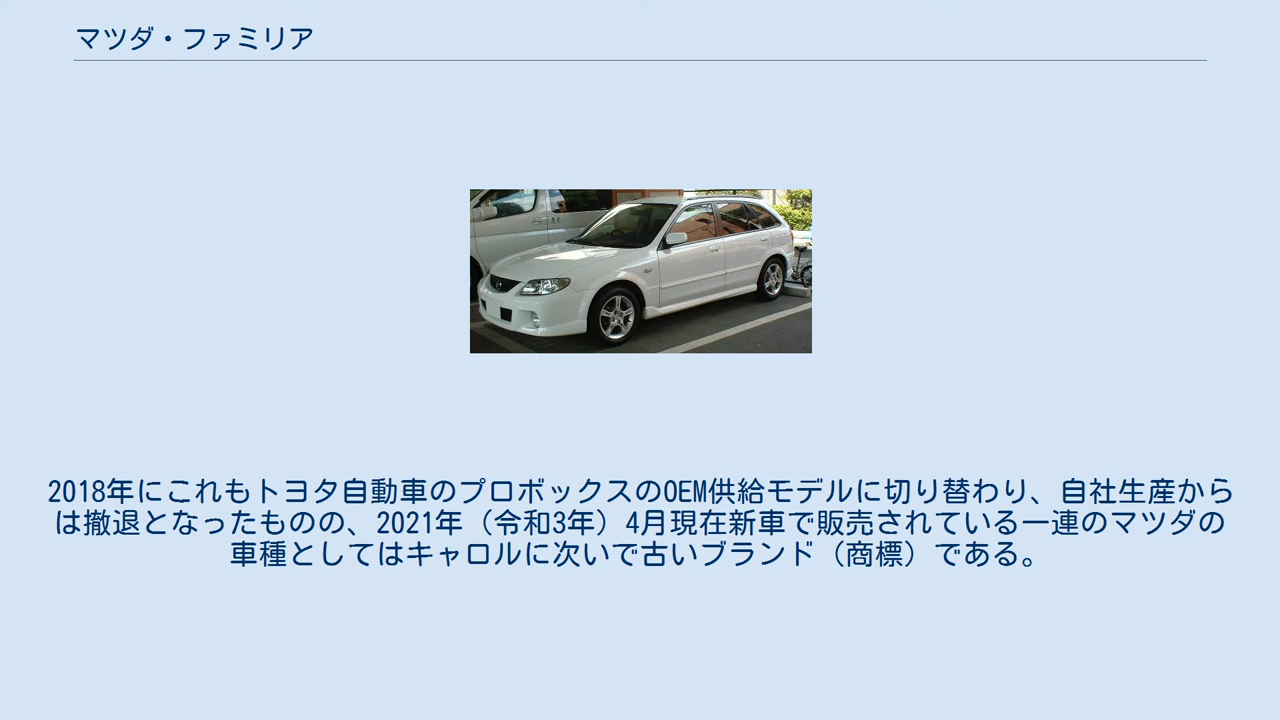 マツダ・ファミリア
2018年にこれもトヨタ自動車のプロボックスのOEM供給モデルに切り替わり、自社生産から
は撤退となったものの、2021年（令和3年）4月現在新車で販売されている一連のマツダの
車種としてはキャロルに次いで古いブランド（商標）である。